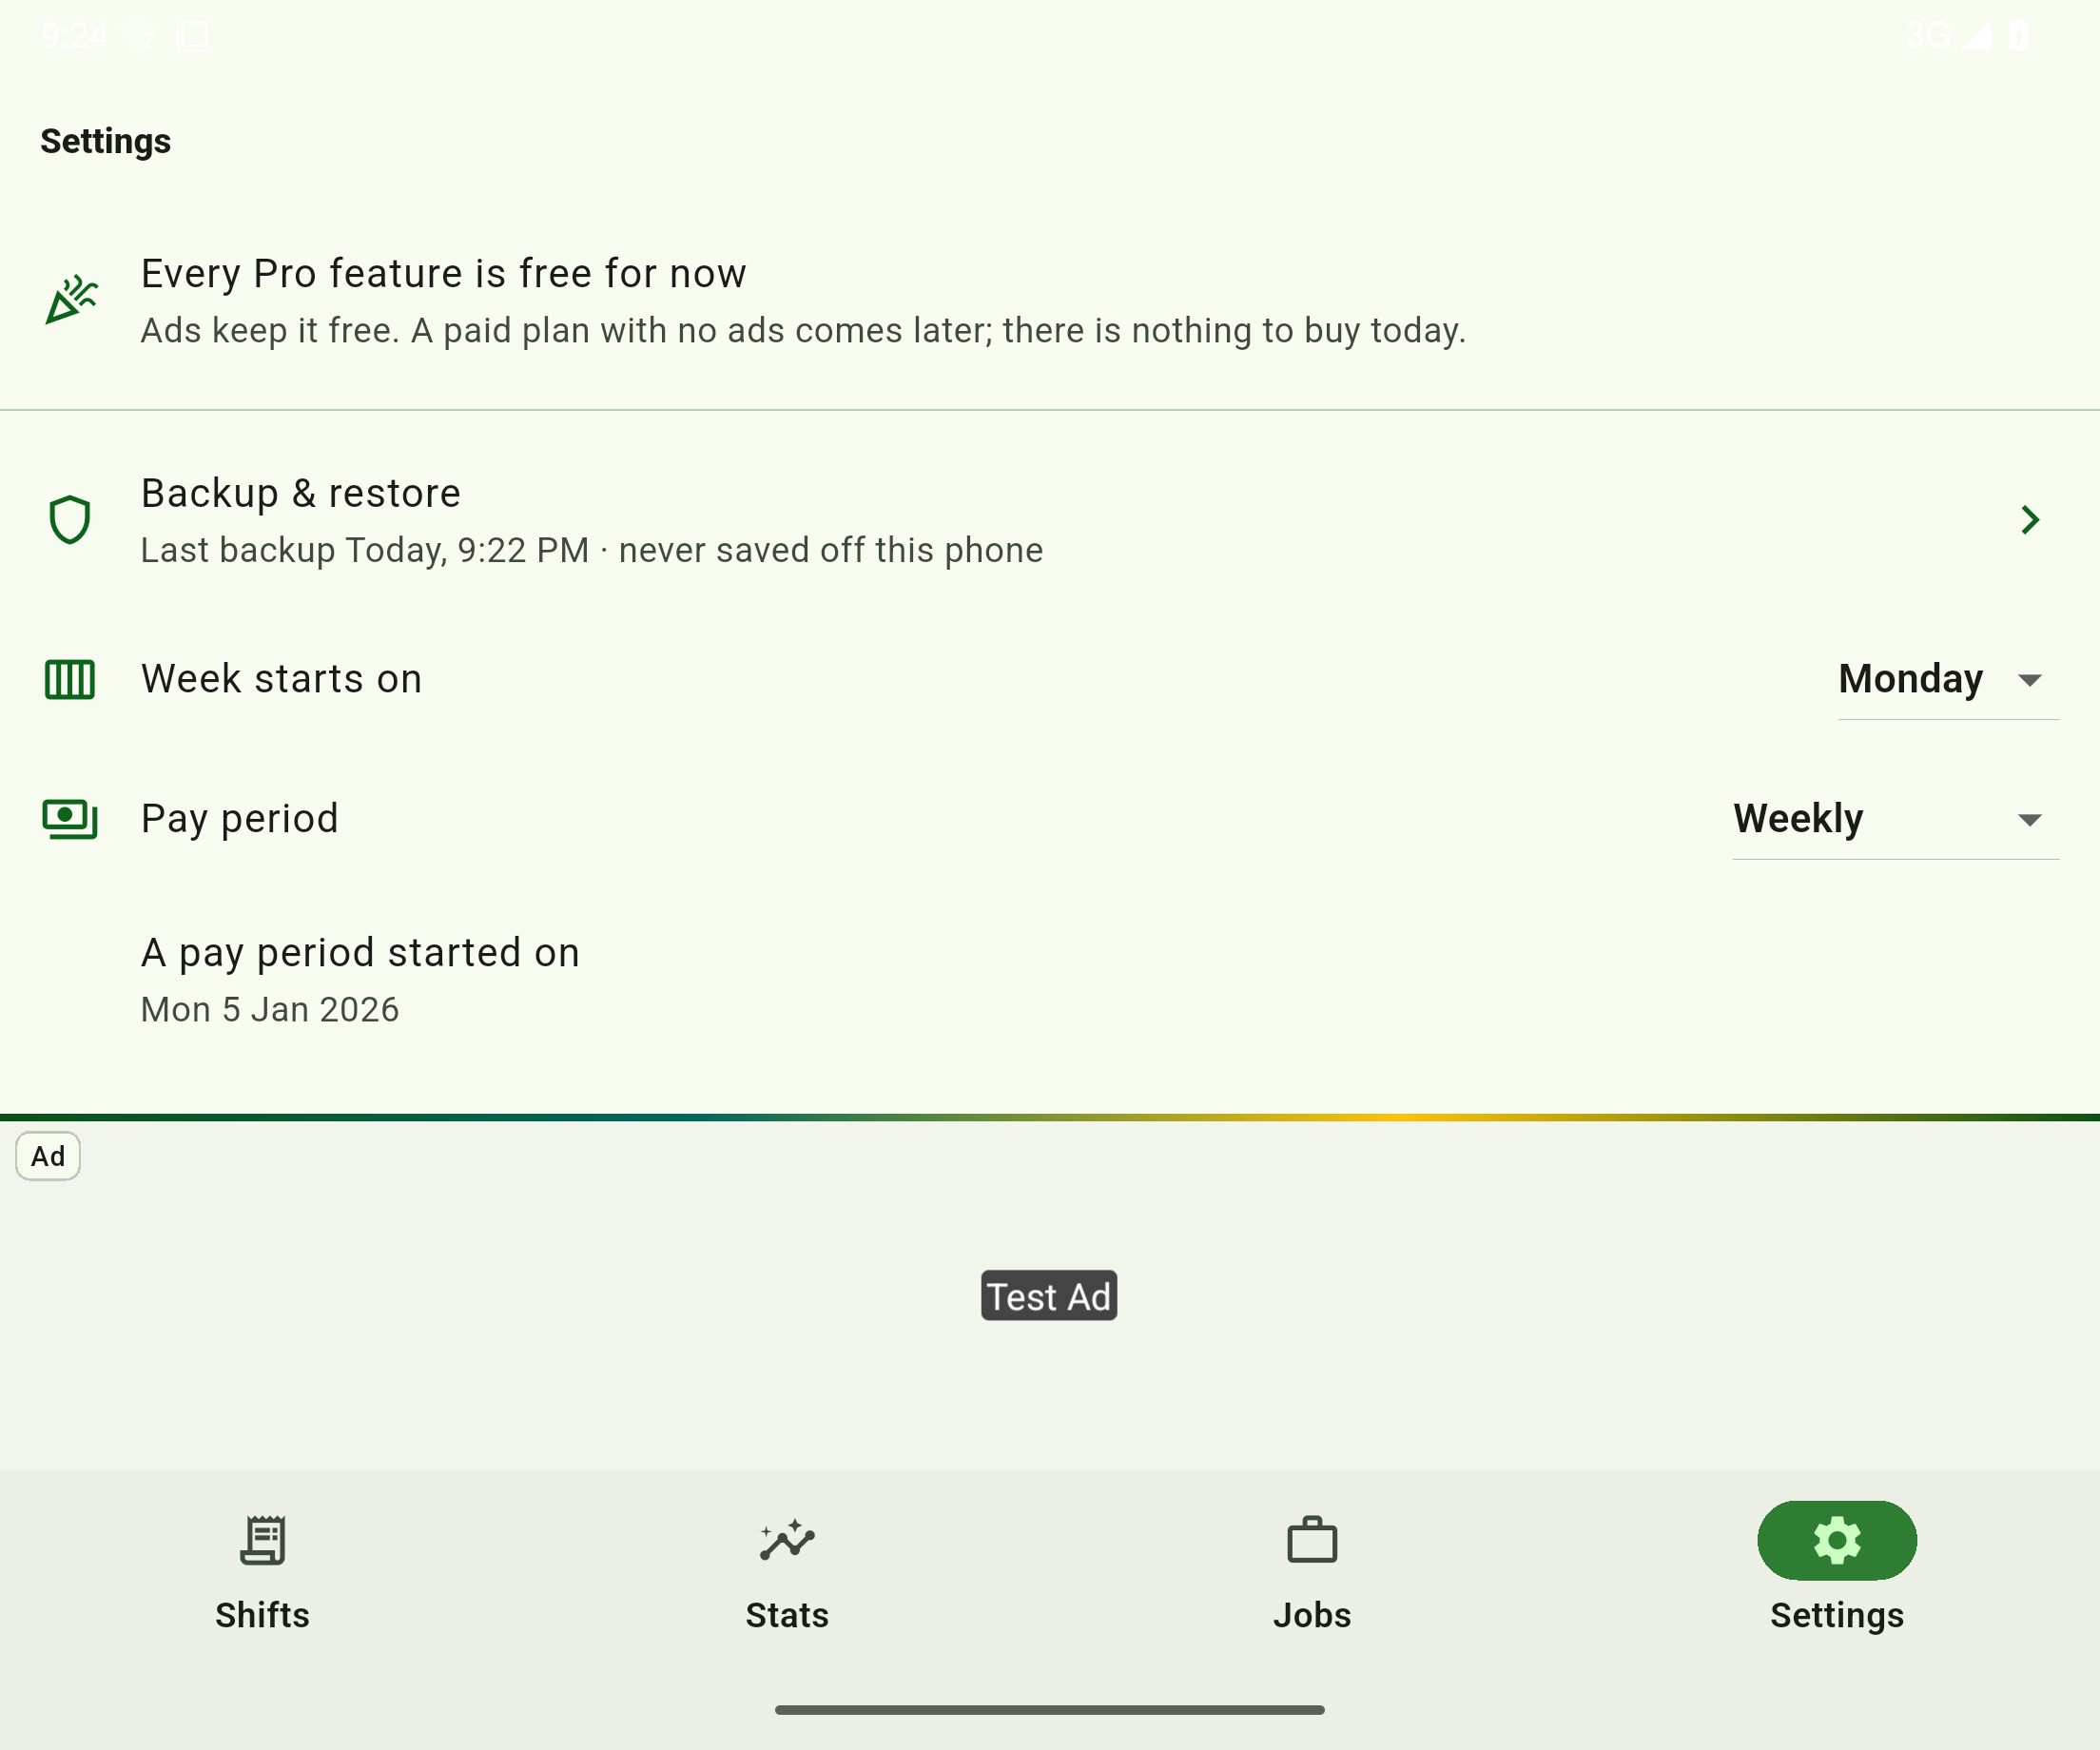 9:24
3G
Settings
Every Pro feature is free for now
Ads keep it free. A paid plan with no ads comes later; there is nothing to buy today.
Backup & restore
Last backup Today, 9:22 PM · never saved off this phone
Week starts on
Monday
Pay period
Weekly
A pay period started on
Mon 5 Jan 2026
Ad
Test Ad
Shifts
Stats
Jobs
Settings